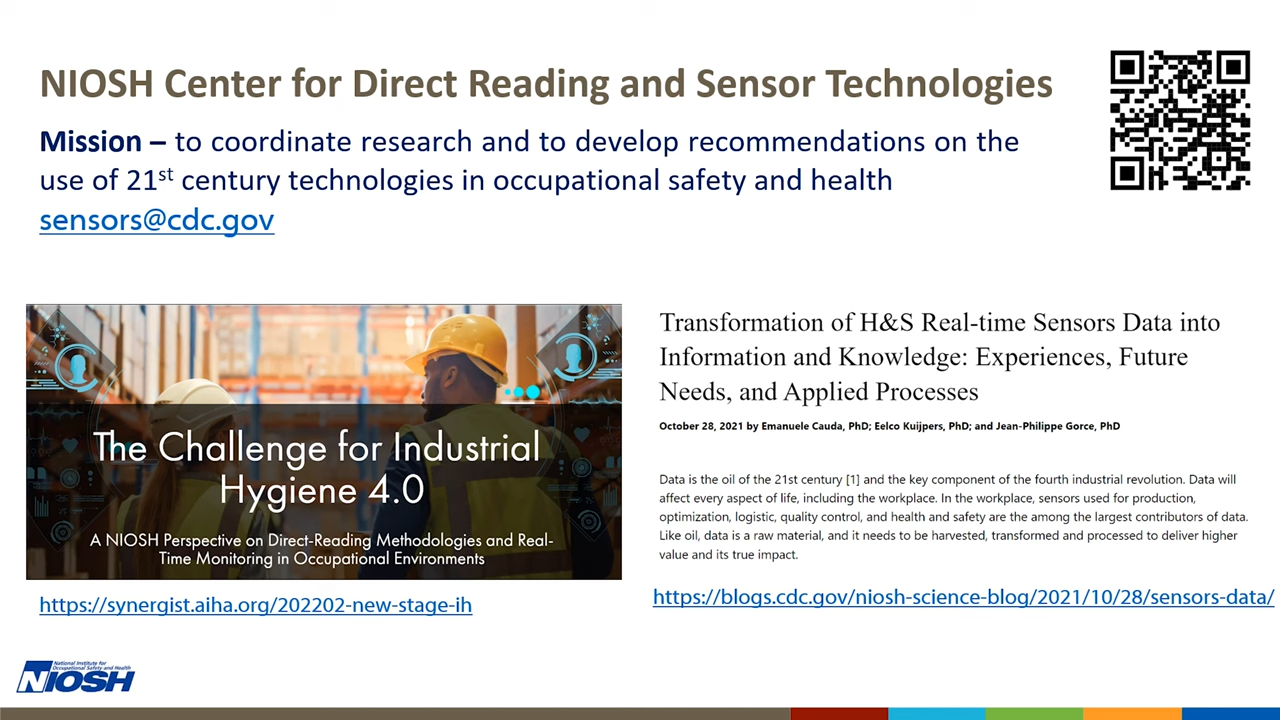 NIOSH Center for Direct Reading and Sensor Technologies
Mission – to coordinate research and to develop recommendations on the
use of 21st century technologies in occupational safety and health
sensors@cdc.gov
The Challenge for Industrial
Hygiene 4.0
A NIOSH Perspective on Direct-Reading Methodologies and Real-
Time Monitoring in Occupational Environments
https://synergist.aiha.org/202202-new-stage-ih
Transformation of H&S Real-time Sensors Data into
Information and Knowledge: Experiences, Future
Needs, and Applied Processes
October 28, 2021 by Emanuele Cauda, PhD; Eelco Kuijpers, PhD; and Jean-Philippe Gorce, PhD
Data is the oil of the 21st century [1] and the key component of the fourth industrial revolution. Data will
affect every aspect of life, including the workplace. In the workplace, sensors used for production,
optimization, logistic, quality control, and health and safety are the among the largest contributors of data.
Like oil, data is a raw material, and it needs to be harvested, transformed and processed to deliver higher
value and its true impact.
https://blogs.cdc.gov/niosh-science-blog/2021/10/28/sensors-data/
National Institute for
Occupational Safety and Health
NIOSH